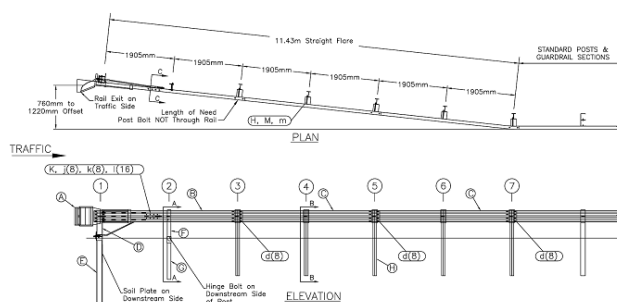 11.43m Straight Flare
1905mm
1905mm
1905mm
1905mm
1905mm
1905mm
STANDARD POSTS &
GUARDRAIL SECTIONS
C
C
Rail Exit on
Traffic Side
760mm to
1220mm Offset
Length of Need
Post Bolt NOT Through Rail
H, M, m
PLAN
TRAFFIC
K, j(8), k(8), l(16)
A
1
2
A
B
3
4
B
C
5
6
7
C
D
F
E
G
A
d(8)
B
H
d(8)
d(8)
Soil Plate on
Downstream Side
Hinge Bolt on
Downstream Side
of Post
ELEVATION